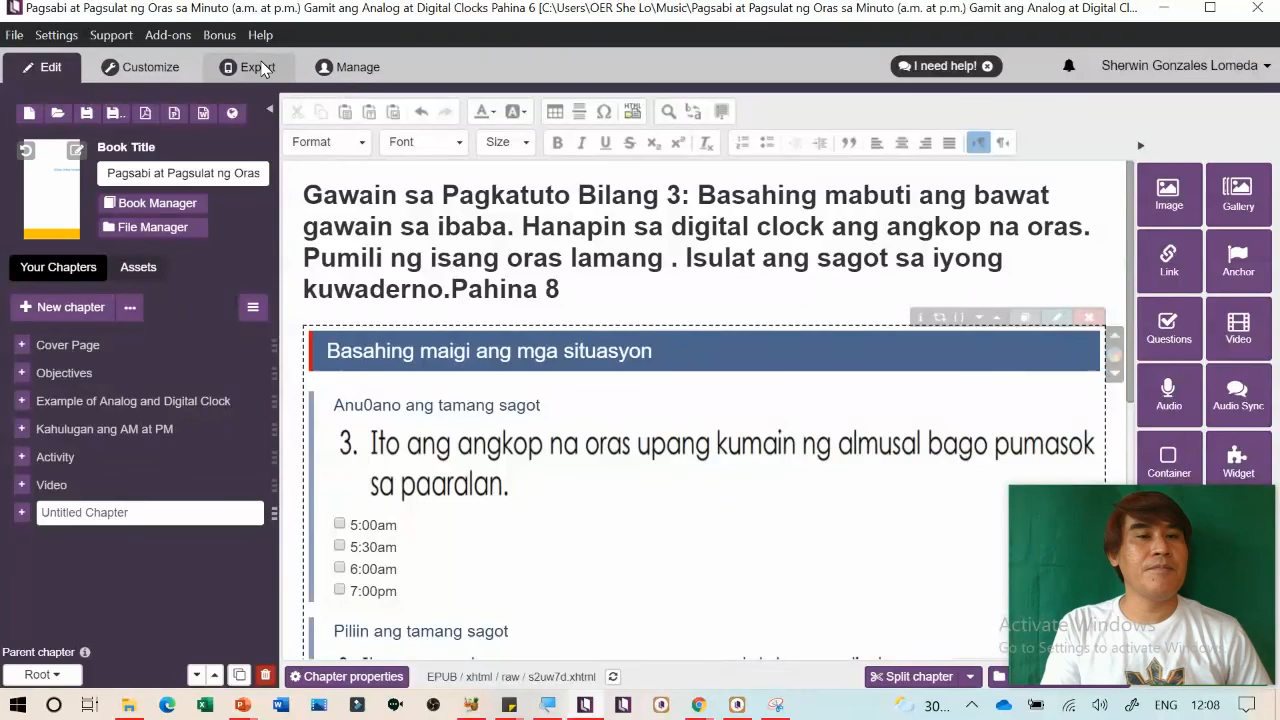 Pagsabi at Pagsulat ng Oras sa Minuto (a.m. at p.m.) Gamit ang Analog at Digital Clocks Pahina 6 [C:\Users\OER She Lo\Music\Pagsabi at Pagsulat ng Oras sa Minuto (a.m. at p.m.) Gamit ang Analog at Digital Cl...
File Settings Support Add-ons Bonus Help
Edit Customize Export Manage I need help! Sherwin Gonzales Lomeda
Book Title
Pagsabi at Pagsulat ng Oras
Book Manager
File Manager
Your Chapters Assets
New chapter ...
Cover Page
Objectives
Example of Analog and Digital Clock
Kahulugan ang AM at PM
Activity
Video
Untitled Chapter
Parent chapter
Root
HTML
Format Font Size
Gawain sa Pagkatuto Bilang 3: Basahing mabuti ang bawat
gawain sa ibaba. Hanapin sa digital clock ang angkop na oras.
Pumili ng isang oras lamang . Isulat ang sagot sa iyong
kuwaderno.Pahina 8
Basahing maigi ang mga situasyon
Anu0ano ang tamang sagot
3. Ito ang angkop na oras upang kumain ng almusal bago pumasok
sa paaralan.
5:00am
5:30am
6:00am
7:00pm
Piliin ang tamang sagot
Chapter properties EPUB / xhtml / raw / s2uw7d.xhtml Split chapter
Image Gallery
Link Anchor
Questions Video
Audio Audio Sync
Container Widget
Activate Windows
Go to Settings to activate Windows.
30... ENG 12:08